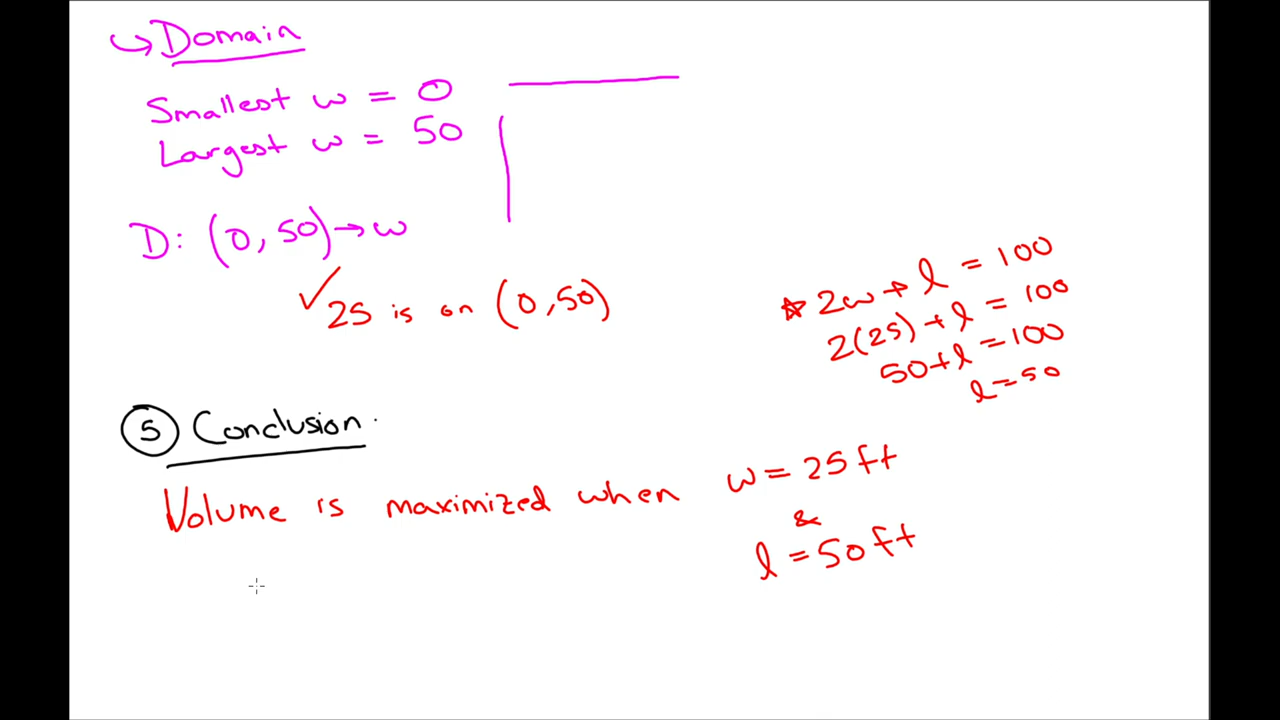 ↳ Domain
Smallest w = 0
Largest w = 50
D: (0, 50) → w
✓ 25 is on (0, 50)
☆ 2w + l = 100
2(25) + l = 100
50 + l = 100
l = 50
⑤ Conclusion.
Volume is maximized when w = 25 ft
&
l = 50 ft